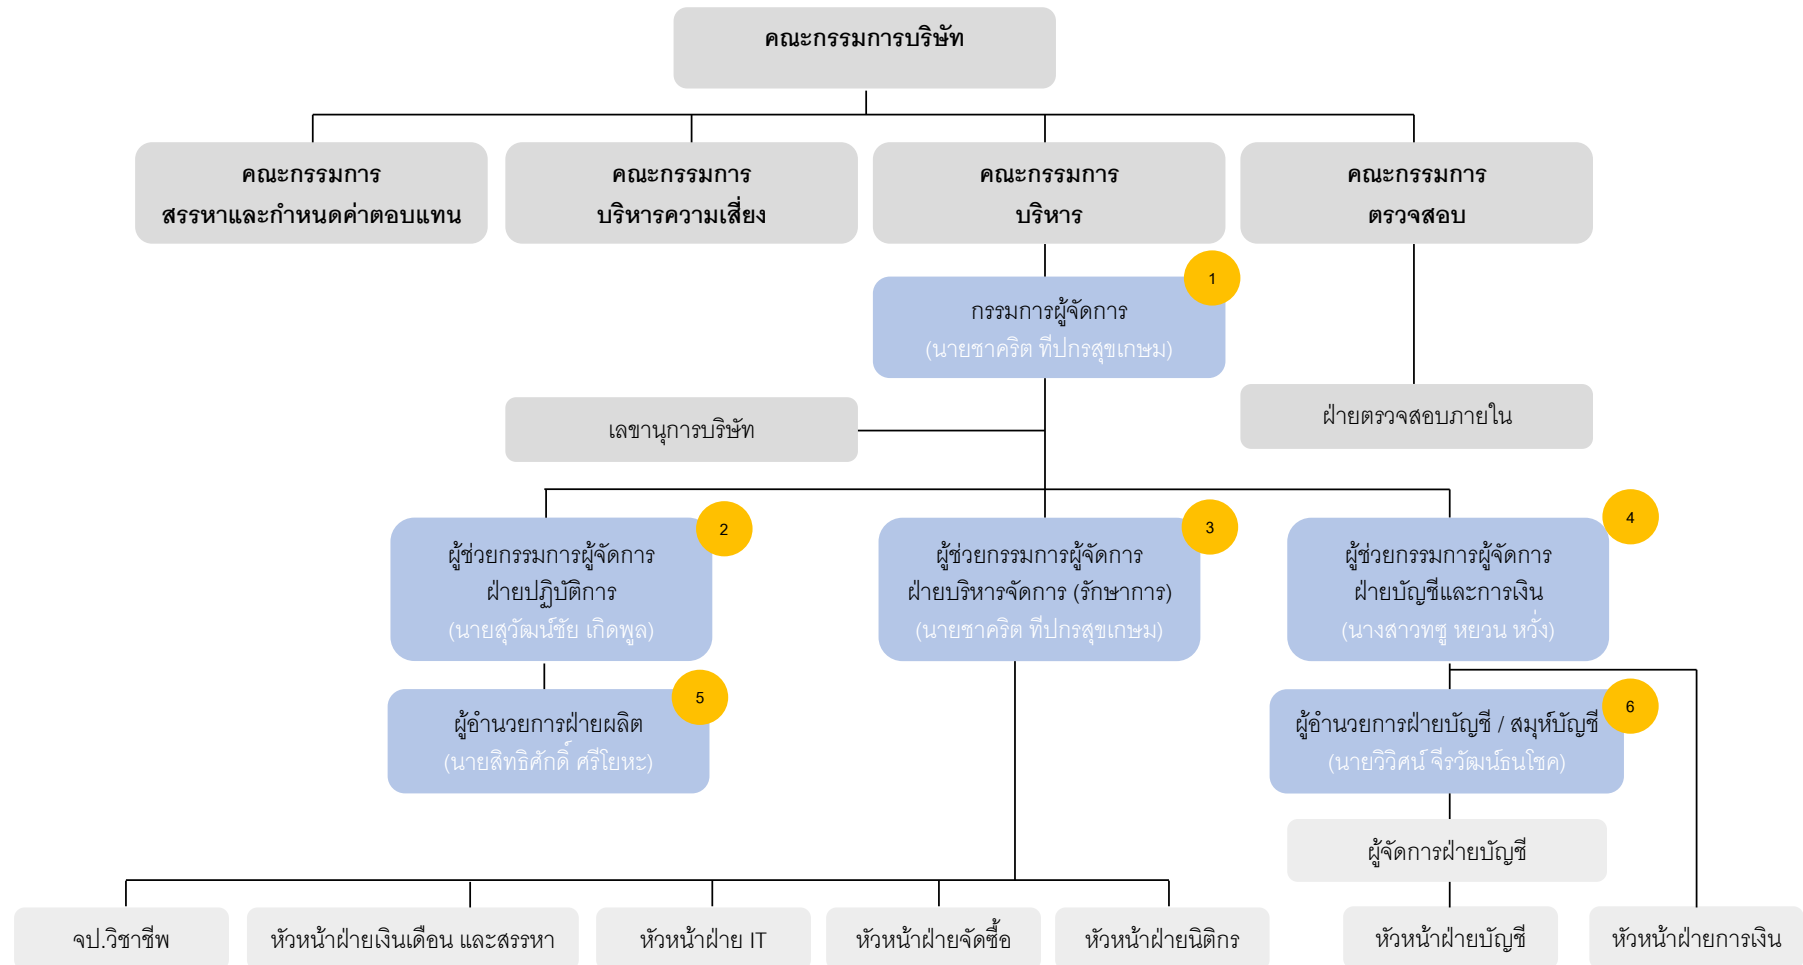 คณะกรรมการบริษัท
คณะกรรมการ
สรรหาและกำหนดค่าตอบแทน
คณะกรรมการ
บริหารความเสี่ยง
คณะกรรมการ
บริหาร
คณะกรรมการ
ตรวจสอบ
1
กรรมการผู้จัดการ
(นายชาคริต ทีปกรสุขเกษม)
เลขานุการบริษัท
ฝ่ายตรวจสอบภายใน
2
ผู้ช่วยกรรมการผู้จัดการ
ฝ่ายปฏิบัติการ
(นายสุวัฒน์ชัย เกิดพูล)
3
ผู้ช่วยกรรมการผู้จัดการ
ฝ่ายบริหารจัดการ (รักษาการ)
(นายชาคริต ทีปกรสุขเกษม)
4
ผู้ช่วยกรรมการผู้จัดการ
ฝ่ายบัญชีและการเงิน
(นางสาวทซู หยวน หวั่ง)
5
ผู้อำนวยการฝ่ายผลิต
(นายสิทธิศักดิ์ ศรีโยหะ)
6
ผู้อำนวยการฝ่ายบัญชี / สมุห์บัญชี
(นายวิวิศน์ จีรวัฒน์ธนโชค)
ผู้จัดการฝ่ายบัญชี
จป.วิชาชีพ
หัวหน้าฝ่ายเงินเดือน และสรรหา
หัวหน้าฝ่าย IT
หัวหน้าฝ่ายจัดซื้อ
หัวหน้าฝ่ายนิติกร
หัวหน้าฝ่ายบัญชี
หัวหน้าฝ่ายการเงิน